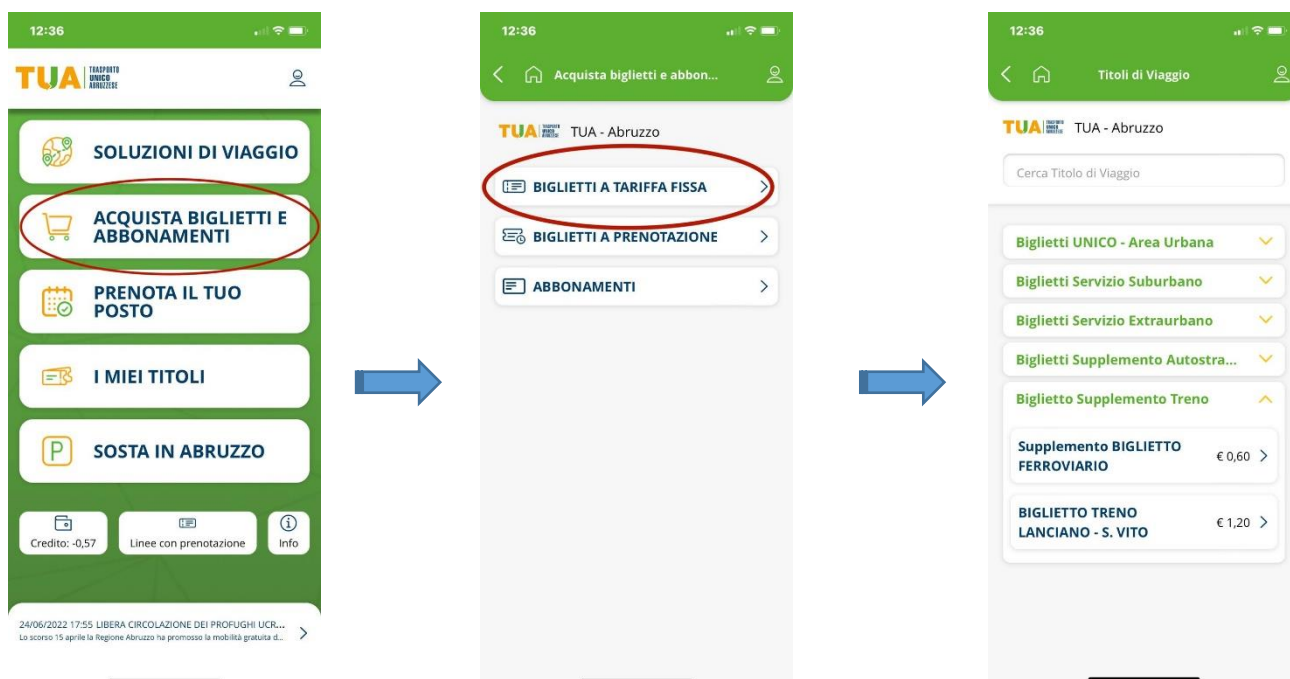 12:36
TUA TRASPORTO
UNICO
ABRUZZESE
SOLUZIONI DI VIAGGIO
ACQUISTA BIGLIETTI E
ABBONAMENTI
PRENOTA IL TUO
POSTO
I MIEI TITOLI
P
SOSTA IN ABRUZZO
Credito: -0,57
Linee con prenotazione
Info
24/06/2022 17:55 LIBERA CIRCOLAZIONE DEI PROFUGHI UCR...
Lo scorso 15 aprile la Regione Abruzzo ha promosso la mobilità gratuita d...
12:36
Acquista biglietti e abbon...
TUA TUA - Abruzzo
BIGLIETTI A TARIFFA FISSA
BIGLIETTI A PRENOTAZIONE
ABBONAMENTI
12:36
Titoli di Viaggio
TUA TUA - Abruzzo
Cerca Titolo di Viaggio
Biglietti UNICO - Area Urbana
Biglietti Servizio Suburbano
Biglietti Servizio Extraurbano
Biglietti Supplemento Autostra...
Biglietto Supplemento Treno
Supplemento BIGLIETTO
FERROVIARIO
€ 0,60
BIGLIETTO TRENO
LANCIANO - S. VITO
€ 1,20